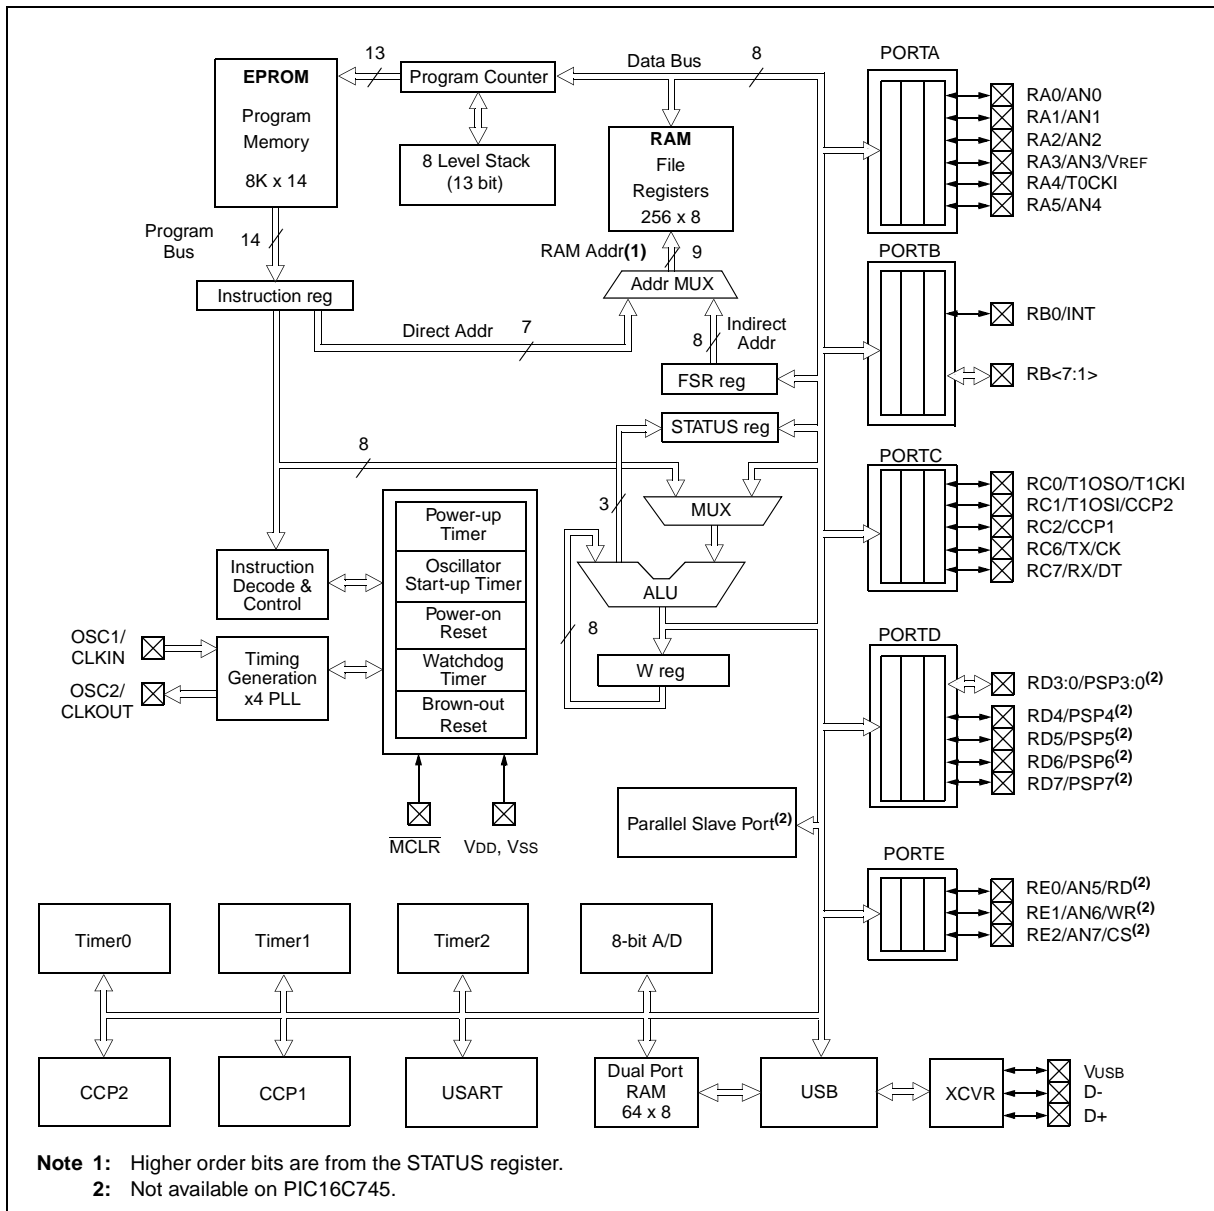 EPROM
Program
Memory
8K x 14
13
Program Counter
8 Level Stack
(13 bit)
Data Bus
8
RAM
File
Registers
256 x 8
Program
Bus
14
Instruction reg
RAM Addr(1)
9
Addr MUX
Direct Addr
7
Indirect
Addr
8
FSR reg
STATUS reg
8
3
MUX
ALU
8
W reg
Instruction
Decode &
Control
Timing
Generation
x4 PLL
OSC1/
CLKIN
OSC2/
CLKOUT
Power-up
Timer
Oscillator
Start-up Timer
Power-on
Reset
Watchdog
Timer
Brown-out
Reset
MCLR
VDD, VSS
Parallel Slave Port(2)
PORTA
RA0/AN0
RA1/AN1
RA2/AN2
RA3/AN3/VREF
RA4/T0CKI
RA5/AN4
PORTB
RB0/INT
RB<7:1>
PORTC
RC0/T1OSO/T1CKI
RC1/T1OSI/CCP2
RC2/CCP1
RC6/TX/CK
RC7/RX/DT
PORTD
RD3:0/PSP3:0(2)
RD4/PSP4(2)
RD5/PSP5(2)
RD6/PSP6(2)
RD7/PSP7(2)
PORTE
RE0/AN5/RD(2)
RE1/AN6/WR(2)
RE2/AN7/CS(2)
Timer0
Timer1
Timer2
8-bit A/D
CCP2
CCP1
USART
Dual Port
RAM
64 x 8
USB
XCVR
VUSB
D-
D+
Note 1: Higher order bits are from the STATUS register.
2: Not available on PIC16C745.